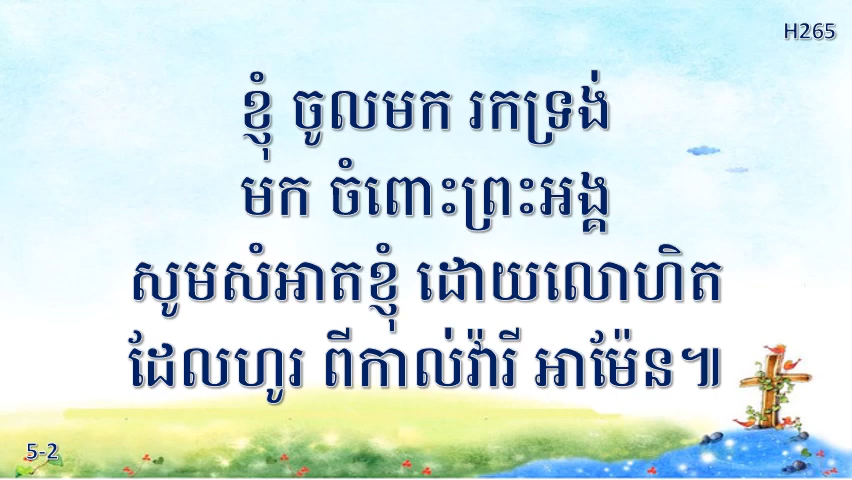 H265
ខ្ញុំ ចូលមក រកទ្រង់
មក ចំពោះព្រះអង្គ
សូមសំអាតខ្ញុំ ដោយលោហិត
ដែលហូរ ពីកាល់វ៉ារី អាម៉ែន៕
5-2